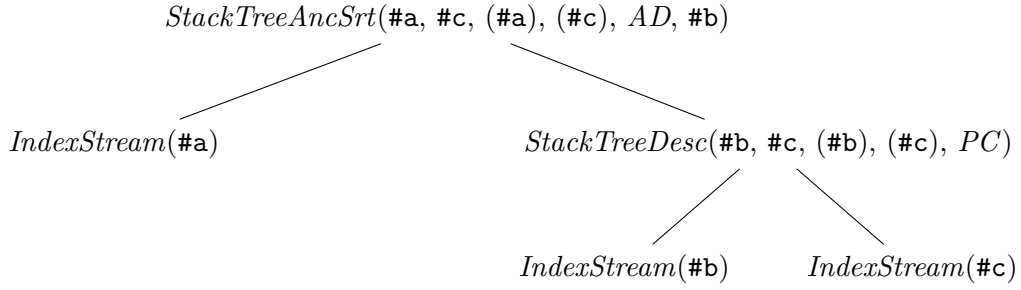 StackTreeAncSrt(#a, #c, (#a), (#c), AD, #b)
IndexStream(#a)
StackTreeDesc(#b, #c, (#b), (#c), PC)
IndexStream(#b)
IndexStream(#c)